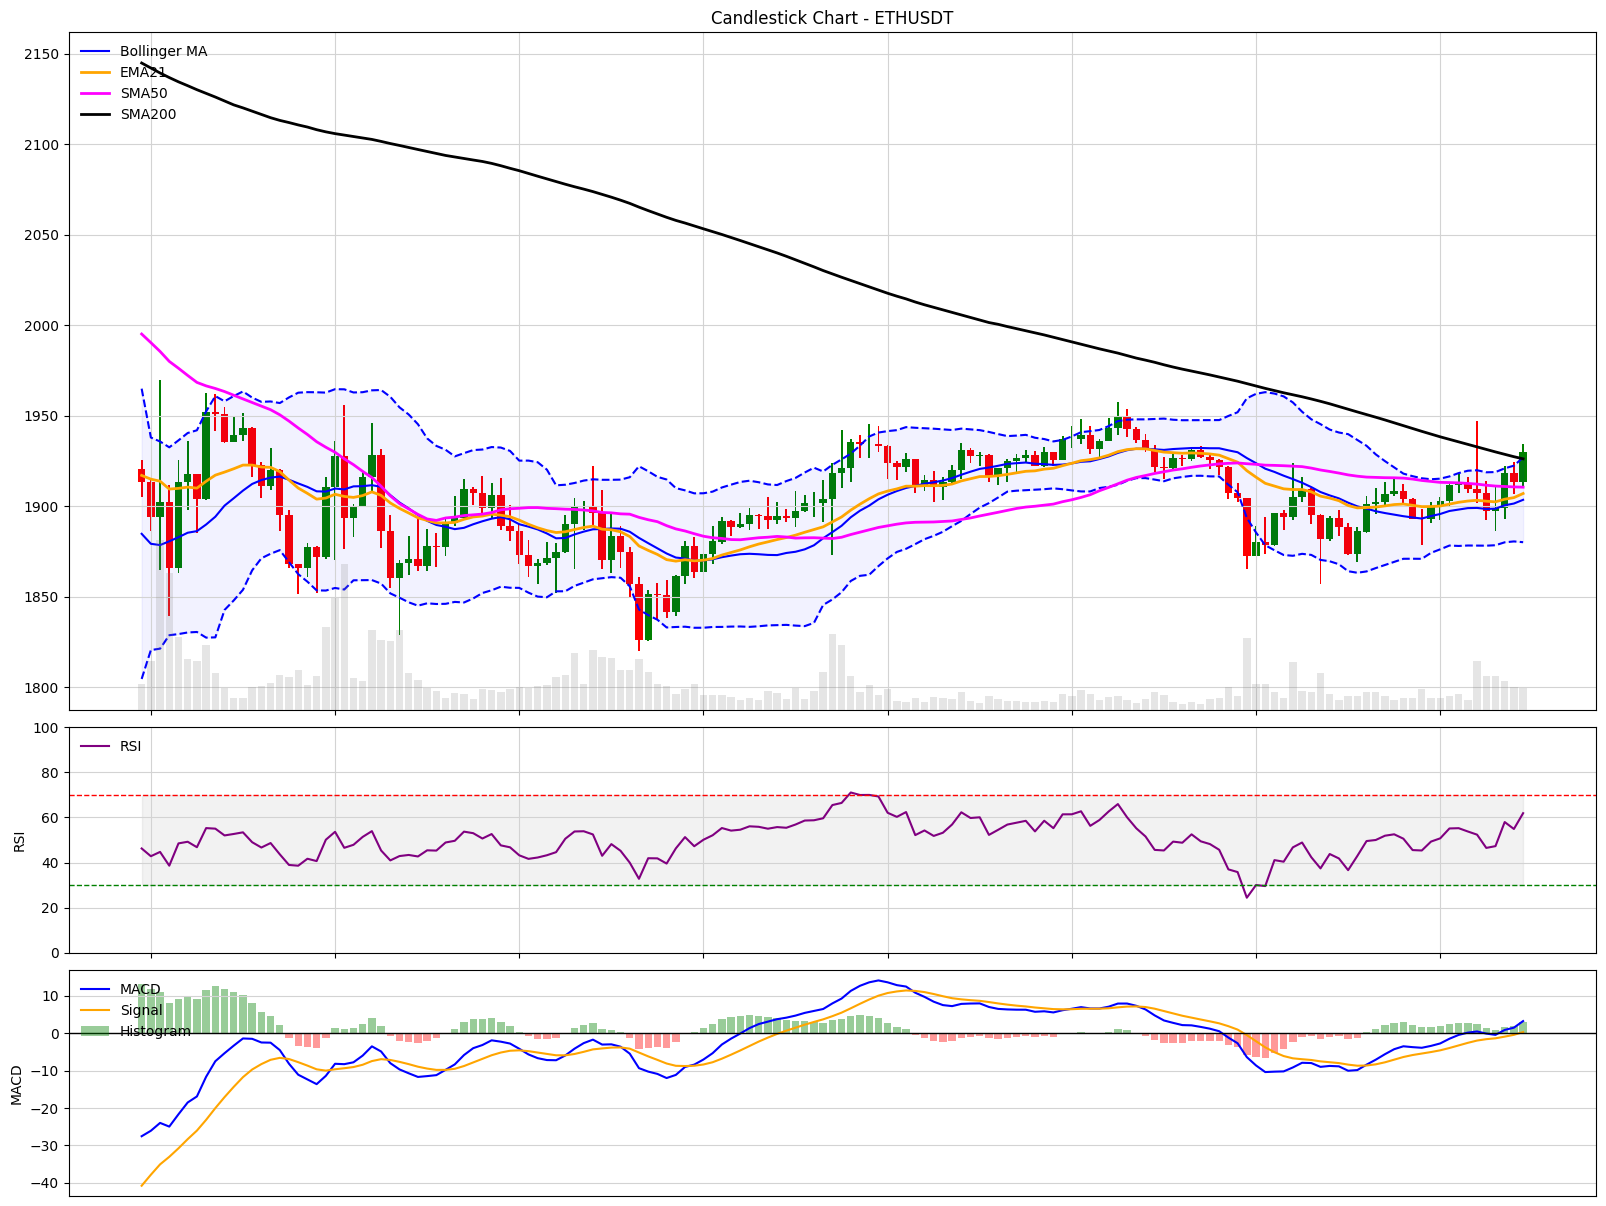 Candlestick Chart - ETHUSDT
Bollinger MA
EMA21
SMA50
SMA200
2150
2100
2050
2000
1950
1900
1850
1800
RSI
100
80
60
40
20
0
RSI
MACD
Signal
Histogram
10
0
−10
−20
−30
−40
MACD